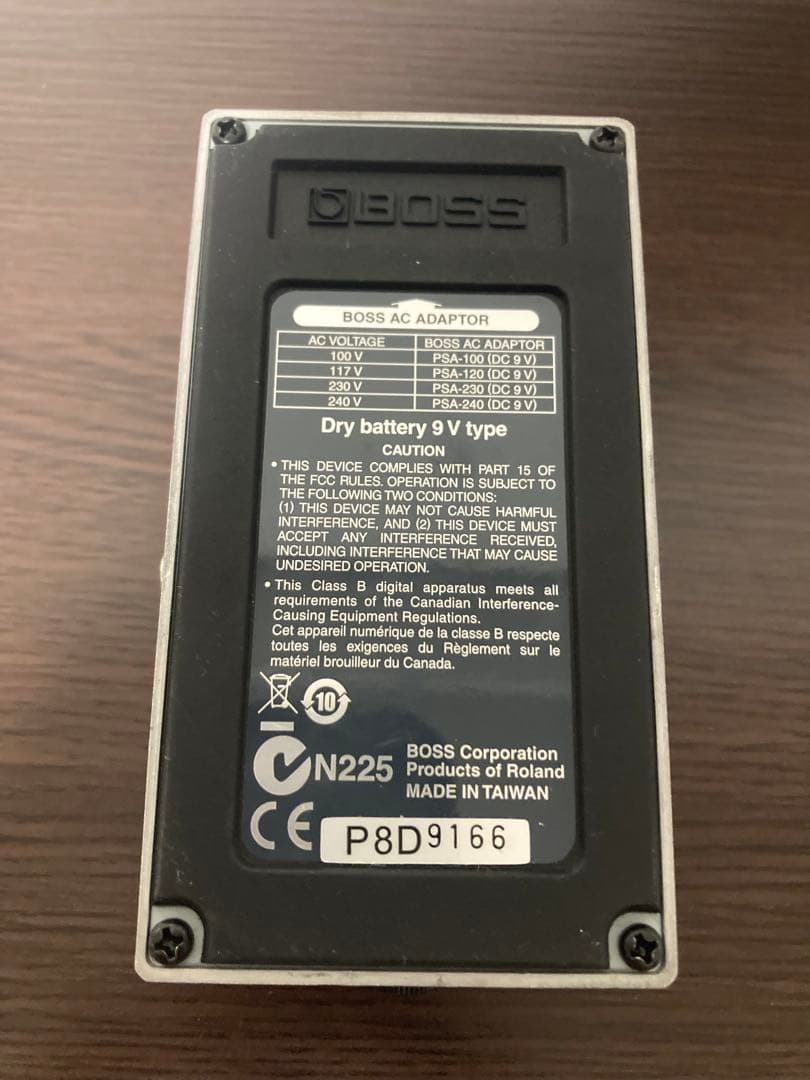 BOSS
BOSS AC ADAPTOR
AC VOLTAGE BOSS AC ADAPTOR
100 V PSA-100 (DC 9 V)
117 V PSA-120 (DC 9 V)
230 V PSA-230 (DC 9 V)
240 V PSA-240 (DC 9 V)
Dry battery 9 V type
CAUTION
• THIS DEVICE COMPLIES WITH PART 15 OF
THE FCC RULES. OPERATION IS SUBJECT TO
THE FOLLOWING TWO CONDITIONS:
(1) THIS DEVICE MAY NOT CAUSE HARMFUL
INTERFERENCE, AND (2) THIS DEVICE MUST
ACCEPT ANY INTERFERENCE RECEIVED,
INCLUDING INTERFERENCE THAT MAY CAUSE
UNDESIRED OPERATION.
• This Class B digital apparatus meets all
requirements of the Canadian Interference-
Causing Equipment Regulations.
Cet appareil numérique de la classe B respecte
toutes les exigences du Règlement sur le
matériel brouilleur du Canada.
10
N225
BOSS Corporation
Products of Roland
MADE IN TAIWAN
CE
P8D9166